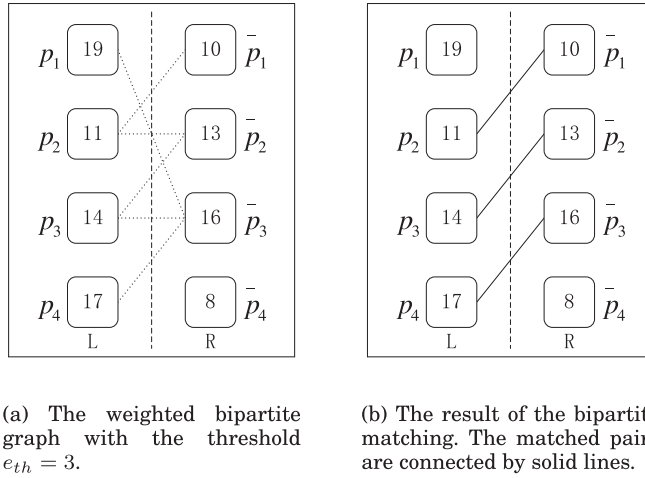 p1 19 10 p̄1
p2 11 13 p̄2
p3 14 16 p̄3
p4 17 8 p̄4
L R
p1 19 10 p̄1
p2 11 13 p̄2
p3 14 16 p̄3
p4 17 8 p̄4
L R
(a) The weighted bipartite
graph with the threshold
eth = 3.
(b) The result of the bipartit
matching. The matched pair
are connected by solid lines.